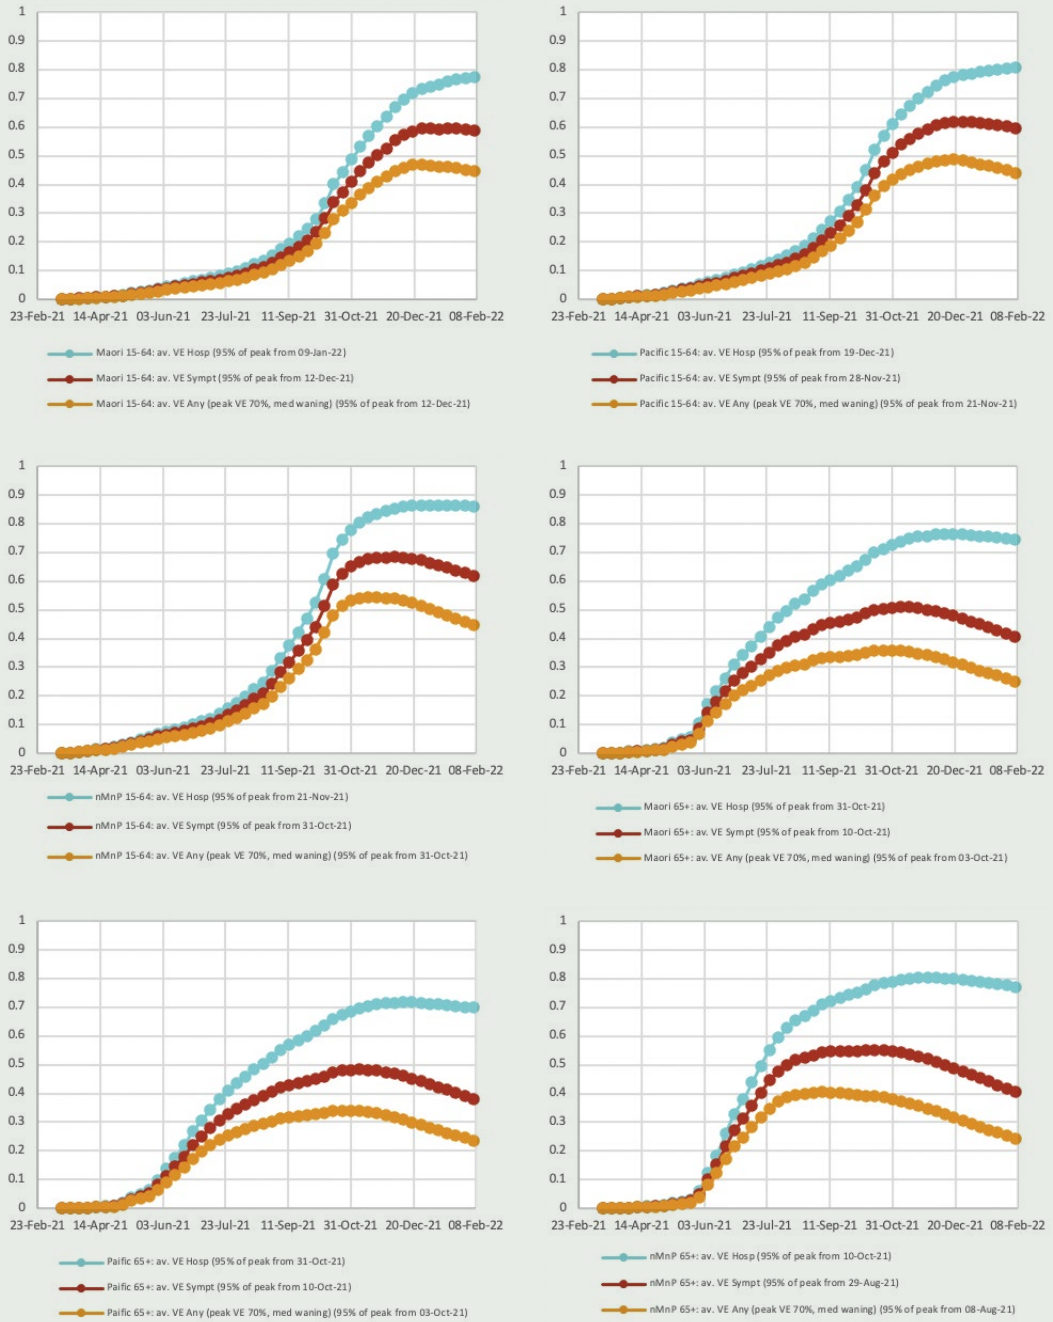 1
0.9
0.8
0.7
0.6
0.5
0.4
0.3
0.2
0.1
0
23-Feb-21 14-Apr-21 03-Jun-21 23-Jul-21 11-Sep-21 31-Oct-21 20-Dec-21 08-Feb-22
Maori 15-64: av. VE Hosp (95% of peak from 09-Jan-22)
Maori 15-64: av. VE Sympt (95% of peak from 12-Dec-21)
Maori 15-64: av. VE Any (peak VE 70%, med waning) (95% of peak from 12-Dec-21)
1
0.9
0.8
0.7
0.6
0.5
0.4
0.3
0.2
0.1
0
23-Feb-21 14-Apr-21 03-Jun-21 23-Jul-21 11-Sep-21 31-Oct-21 20-Dec-21 08-Feb-22
Pacific 15-64: av. VE Hosp (95% of peak from 19-Dec-21)
Pacific 15-64: av. VE Sympt (95% of peak from 28-Nov-21)
Pacific 15-64: av. VE Any (peak VE 70%, med waning) (95% of peak from 21-Nov-21)
1
0.9
0.8
0.7
0.6
0.5
0.4
0.3
0.2
0.1
0
23-Feb-21 14-Apr-21 03-Jun-21 23-Jul-21 11-Sep-21 31-Oct-21 20-Dec-21 08-Feb-22
nMnP 15-64: av. VE Hosp (95% of peak from 21-Nov-21)
nMnP 15-64: av. VE Sympt (95% of peak from 31-Oct-21)
nMnP 15-64: av. VE Any (peak VE 70%, med waning) (95% of peak from 31-Oct-21)
1
0.9
0.8
0.7
0.6
0.5
0.4
0.3
0.2
0.1
0
23-Feb-21 14-Apr-21 03-Jun-21 23-Jul-21 11-Sep-21 31-Oct-21 20-Dec-21 08-Feb-22
Maori 65+: av. VE Hosp (95% of peak from 31-Oct-21)
Maori 65+: av. VE Sympt (95% of peak from 10-Oct-21)
Maori 65+: av. VE Any (peak VE 70%, med waning) (95% of peak from 03-Oct-21)
1
0.9
0.8
0.7
0.6
0.5
0.4
0.3
0.2
0.1
0
23-Feb-21 14-Apr-21 03-Jun-21 23-Jul-21 11-Sep-21 31-Oct-21 20-Dec-21 08-Feb-22
Paific 65+: av. VE Hosp (95% of peak from 31-Oct-21)
Paific 65+: av. VE Sympt (95% of peak from 10-Oct-21)
Paific 65+: av. VE Any (peak VE 70%, med waning) (95% of peak from 03-Oct-21)
1
0.9
0.8
0.7
0.6
0.5
0.4
0.3
0.2
0.1
0
23-Feb-21 14-Apr-21 03-Jun-21 23-Jul-21 11-Sep-21 31-Oct-21 20-Dec-21 08-Feb-22
nMnP 65+: av. VE Hosp (95% of peak from 10-Oct-21)
nMnP 65+: av. VE Sympt (95% of peak from 29-Aug-21)
nMnP 65+: av. VE Any (peak VE 70%, med waning) (95% of peak from 08-Aug-21)